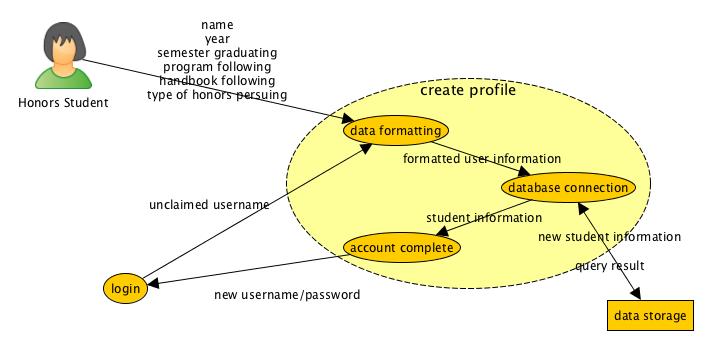 name
year
semester graduating
program following
handbook following
type of honors persuing
Honors Student
create profile
data formatting
formatted user information
database connection
unclaimed username
student information
new student information
account complete
query result
login
new username/password
data storage